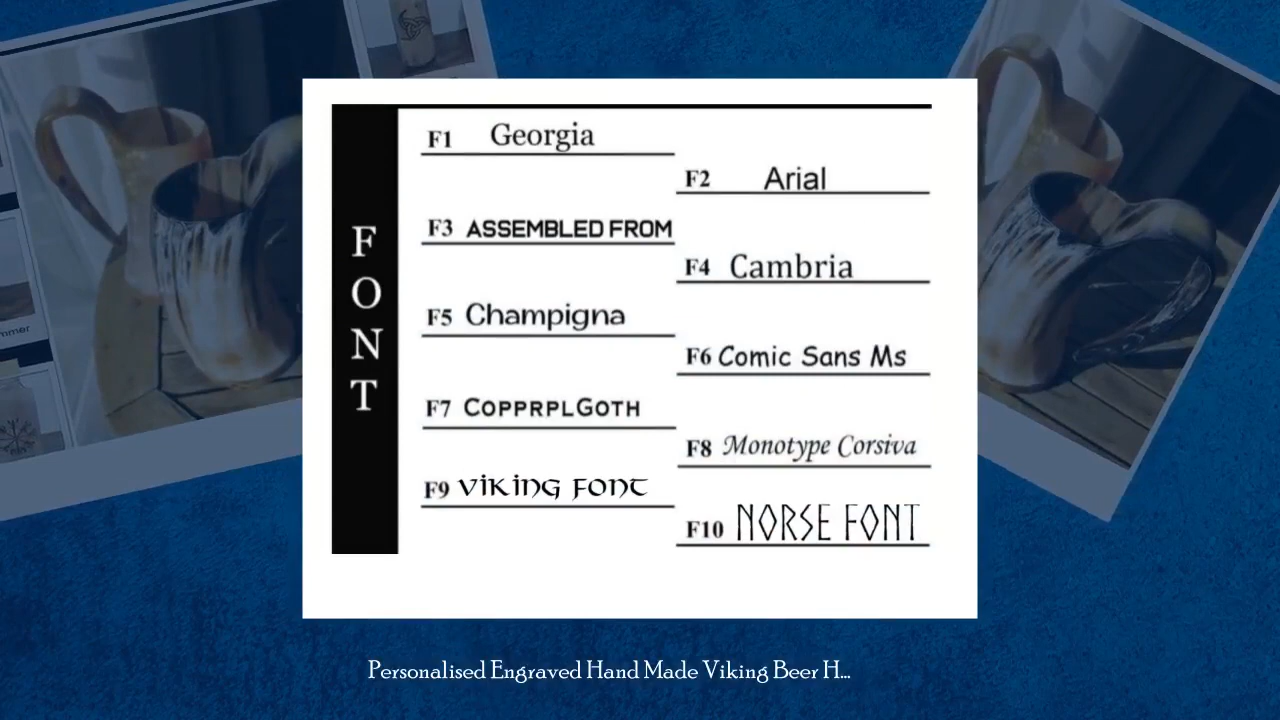 FONT
F1 Georgia
F2 Arial
F3 ASSEMBLED FROM
F4 Cambria
F5 Champigna
F6 Comic Sans Ms
F7 COPPRPLGOTH
F8 Monotype Corsiva
F9 VIKING FONT
F10 NORSE FONT
mmer
Personalised Engraved Hand Made Viking Beer H...